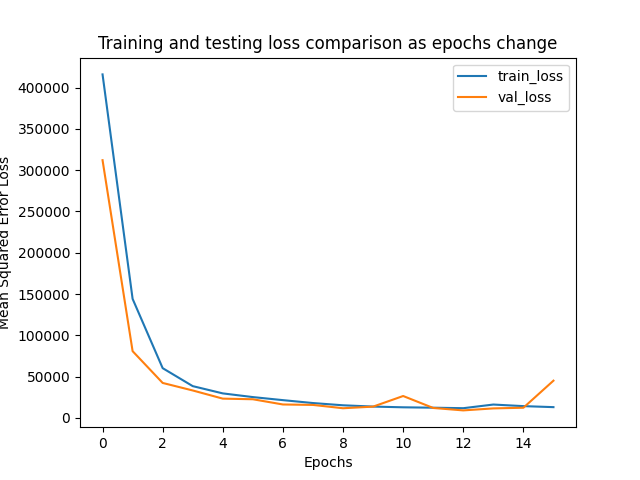 Training and testing loss comparison as epochs change
train_loss
val_loss
400000
350000
300000
250000
200000
150000
100000
50000
0
Mean Squared Error Loss
0 2 4 6 8 10 12 14
Epochs